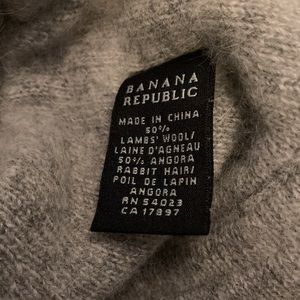 BANANA
REPUBLIC
MADE IN CHINA
50%
LAMBS' WOOL/
LAINE D'AGNEAU
50% ANGORA
RABBIT HAIR/
POIL DE LAPIN
ANGORA
RN 54023
CA 17897